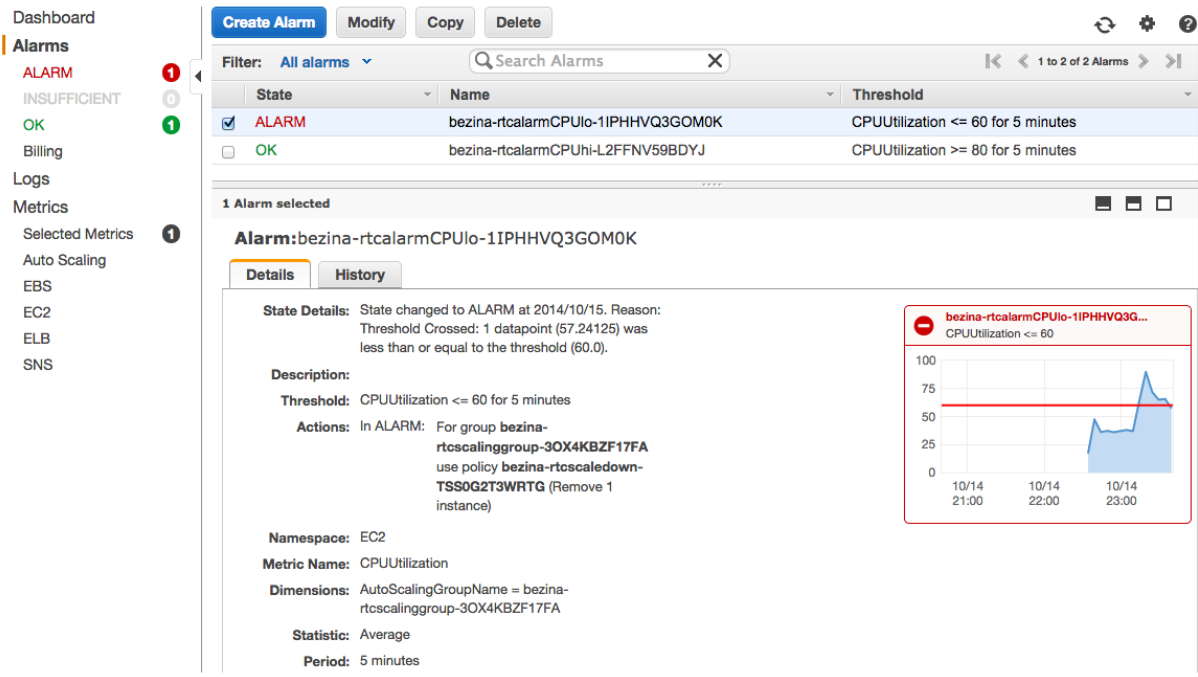 Dashboard
Alarms
ALARM 1
INSUFFICIENT 0
OK 1
Billing
Logs
Metrics
Selected Metrics 1
Auto Scaling
EBS
EC2
ELB
SNS
Create Alarm Modify Copy Delete
Filter: All alarms Search Alarms 1 to 2 of 2 Alarms
State Name Threshold
ALARM bezina-rtcalarmCPUlo-1IPHHVQ3GOM0K CPUUtilization <= 60 for 5 minutes
OK bezina-rtcalarmCPUhi-L2FFNV59BDYJ CPUUtilization >= 80 for 5 minutes
1 Alarm selected
Alarm:bezina-rtcalarmCPUlo-1IPHHVQ3GOM0K
Details History
State Details: State changed to ALARM at 2014/10/15. Reason:
Threshold Crossed: 1 datapoint (57.24125) was
less than or equal to the threshold (60.0).
Description:
Threshold: CPUUtilization <= 60 for 5 minutes
Actions: In ALARM: For group bezina-
rtcscalinggroup-3OX4KBZF17FA
use policy bezina-rtcscaledown-
TSS0G2T3WRTG (Remove 1
instance)
Namespace: EC2
Metric Name: CPUUtilization
Dimensions: AutoScalingGroupName = bezina-
rtcscalinggroup-3OX4KBZF17FA
Statistic: Average
Period: 5 minutes
bezina-rtcalarmCPUlo-1IPHHVQ3G...
CPUUtilization <= 60
100
75
50
25
0
10/14 10/14 10/14
21:00 22:00 23:00